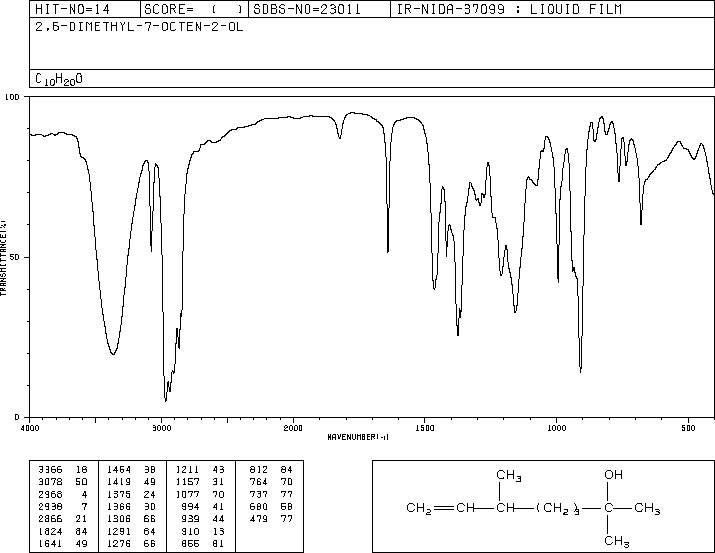 HIT-NO=14 SCORE= ( ) SDBS-NO=23011 IR-NIDA-37099 : LIQUID FILM
2,6-DIMETHYL-7-OCTEN-2-OL
C10H20O
100
50
0
TRANSMITTANCE(%)
4000 3000 2000 1500 1000 500
WAVENUMBER(-1)
3366 18 1464 38 1211 43 812 84
3078 50 1419 49 1157 31 764 70
2968 4 1375 24 1077 70 737 77
2938 7 1366 30 994 41 680 58
2866 21 1306 66 939 44 479 77
1824 84 1291 64 910 13
1641 49 1276 66 855 81
CH3 OH
CH2=CH-CH-(CH2)3-C-CH3
CH3